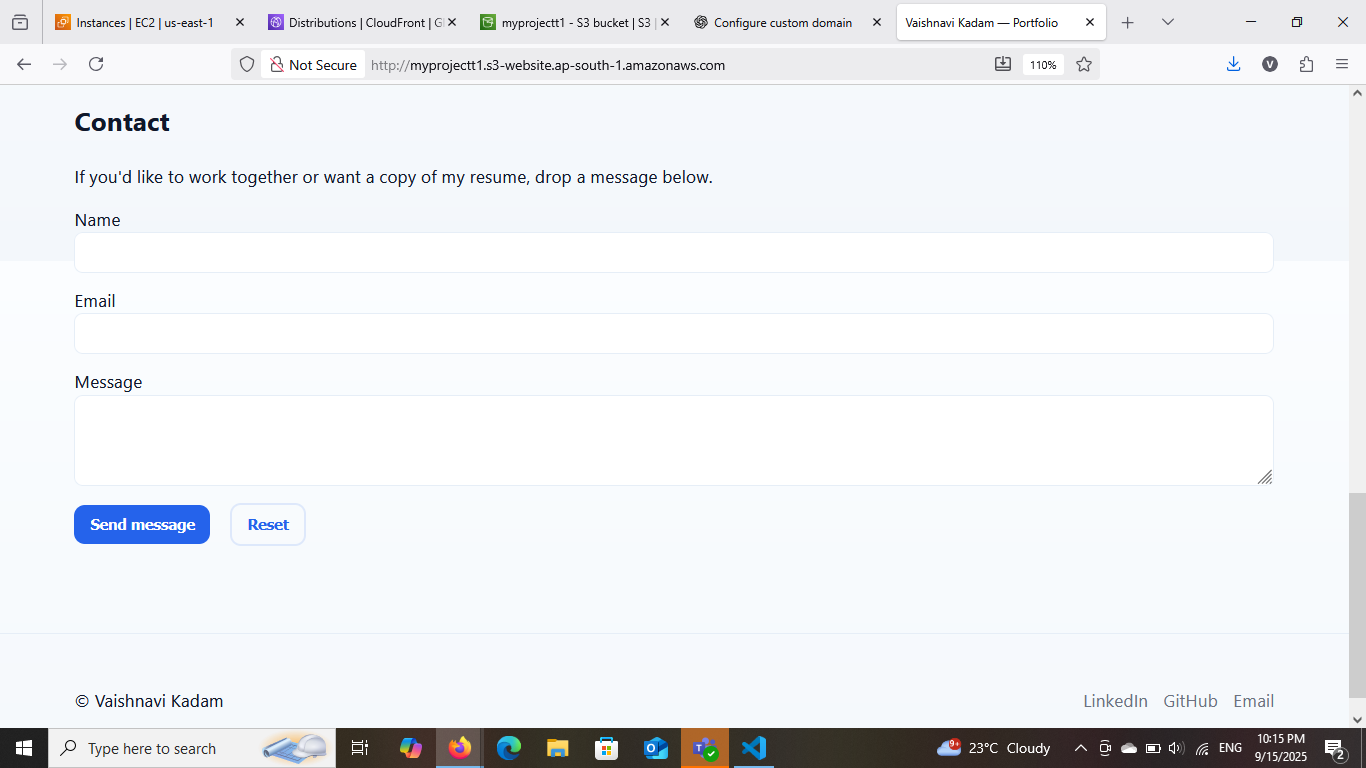 Instances | EC2 | us-east-1
Distributions | CloudFront | Gl
myprojectt1 - S3 bucket | S3 |
Configure custom domain
Vaishnavi Kadam — Portfolio
Not Secure
http://myprojectt1.s3-website.ap-south-1.amazonaws.com
110%
V
Contact
If you'd like to work together or want a copy of my resume, drop a message below.
Name
Email
Message
Send message
Reset
© Vaishnavi Kadam
LinkedIn GitHub Email
Type here to search
9+
23°C Cloudy
ENG
10:15 PM
9/15/2025
2